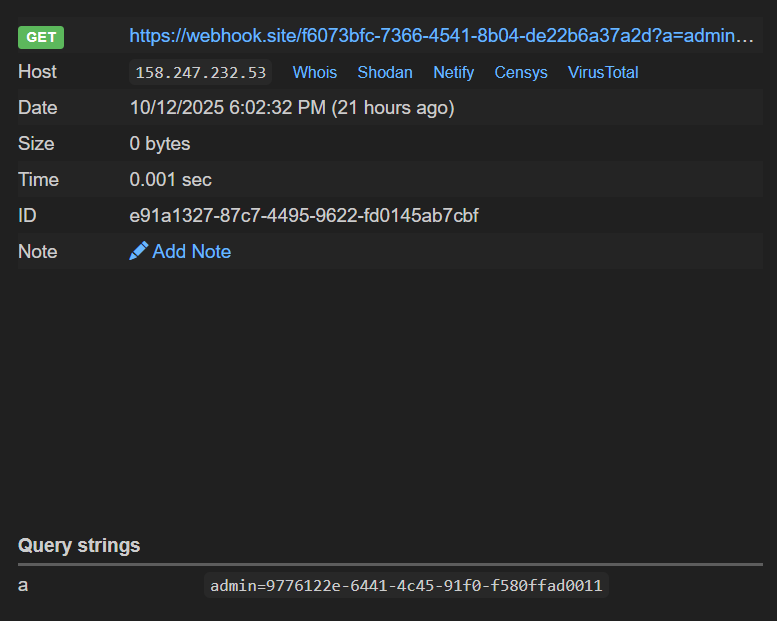 GET https://webhook.site/f6073bfc-7366-4541-8b04-de22b6a37a2d?a=admin…
Host 158.247.232.53 Whois Shodan Netify Censys VirusTotal
Date 10/12/2025 6:02:32 PM (21 hours ago)
Size 0 bytes
Time 0.001 sec
ID e91a1327-87c7-4495-9622-fd0145ab7cbf
Note Add Note
Query strings
a admin=9776122e-6441-4c45-91f0-f580ffad0011